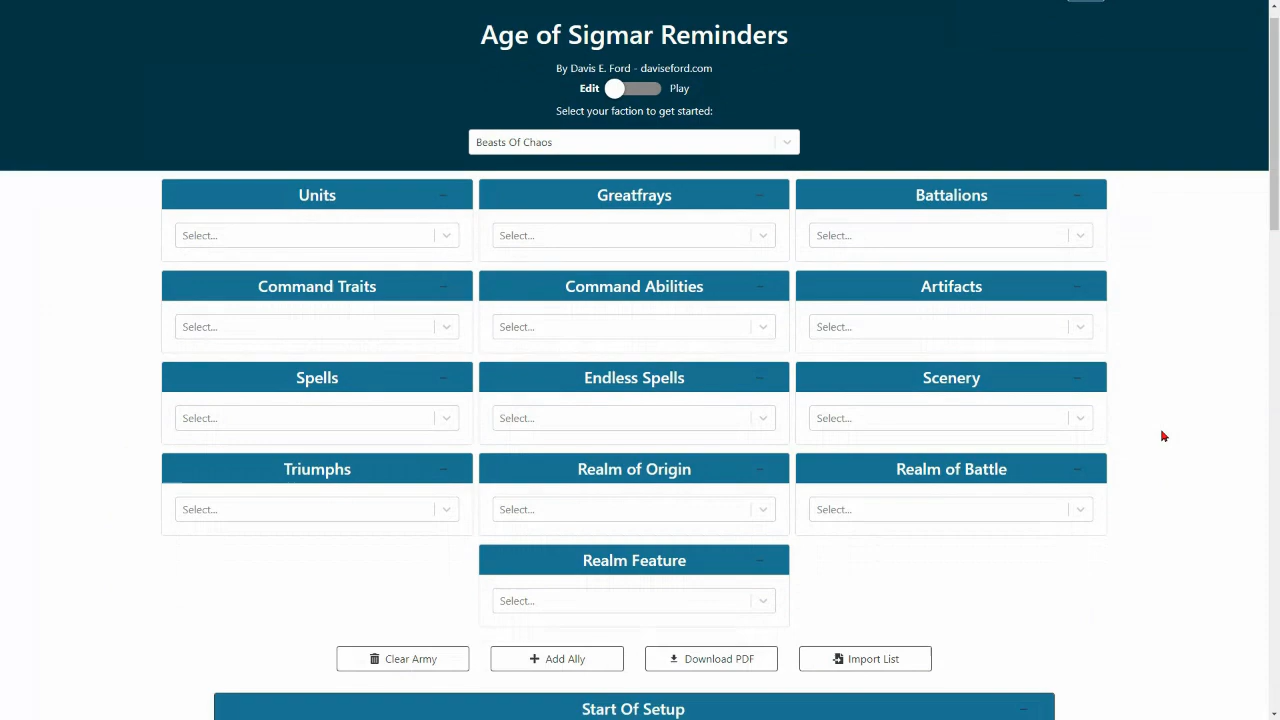 Age of Sigmar Reminders
By Davis E. Ford - daviseford.com
Edit Play
Select your faction to get started:
Beasts Of Chaos
Units Greatfrays Battalions
Select... Select... Select...
Command Traits Command Abilities Artifacts
Select... Select... Select...
Spells Endless Spells Scenery
Select... Select... Select...
Triumphs Realm of Origin Realm of Battle
Select... Select... Select...
Realm Feature
Select...
Clear Army Add Ally Download PDF Import List
Start Of Setup